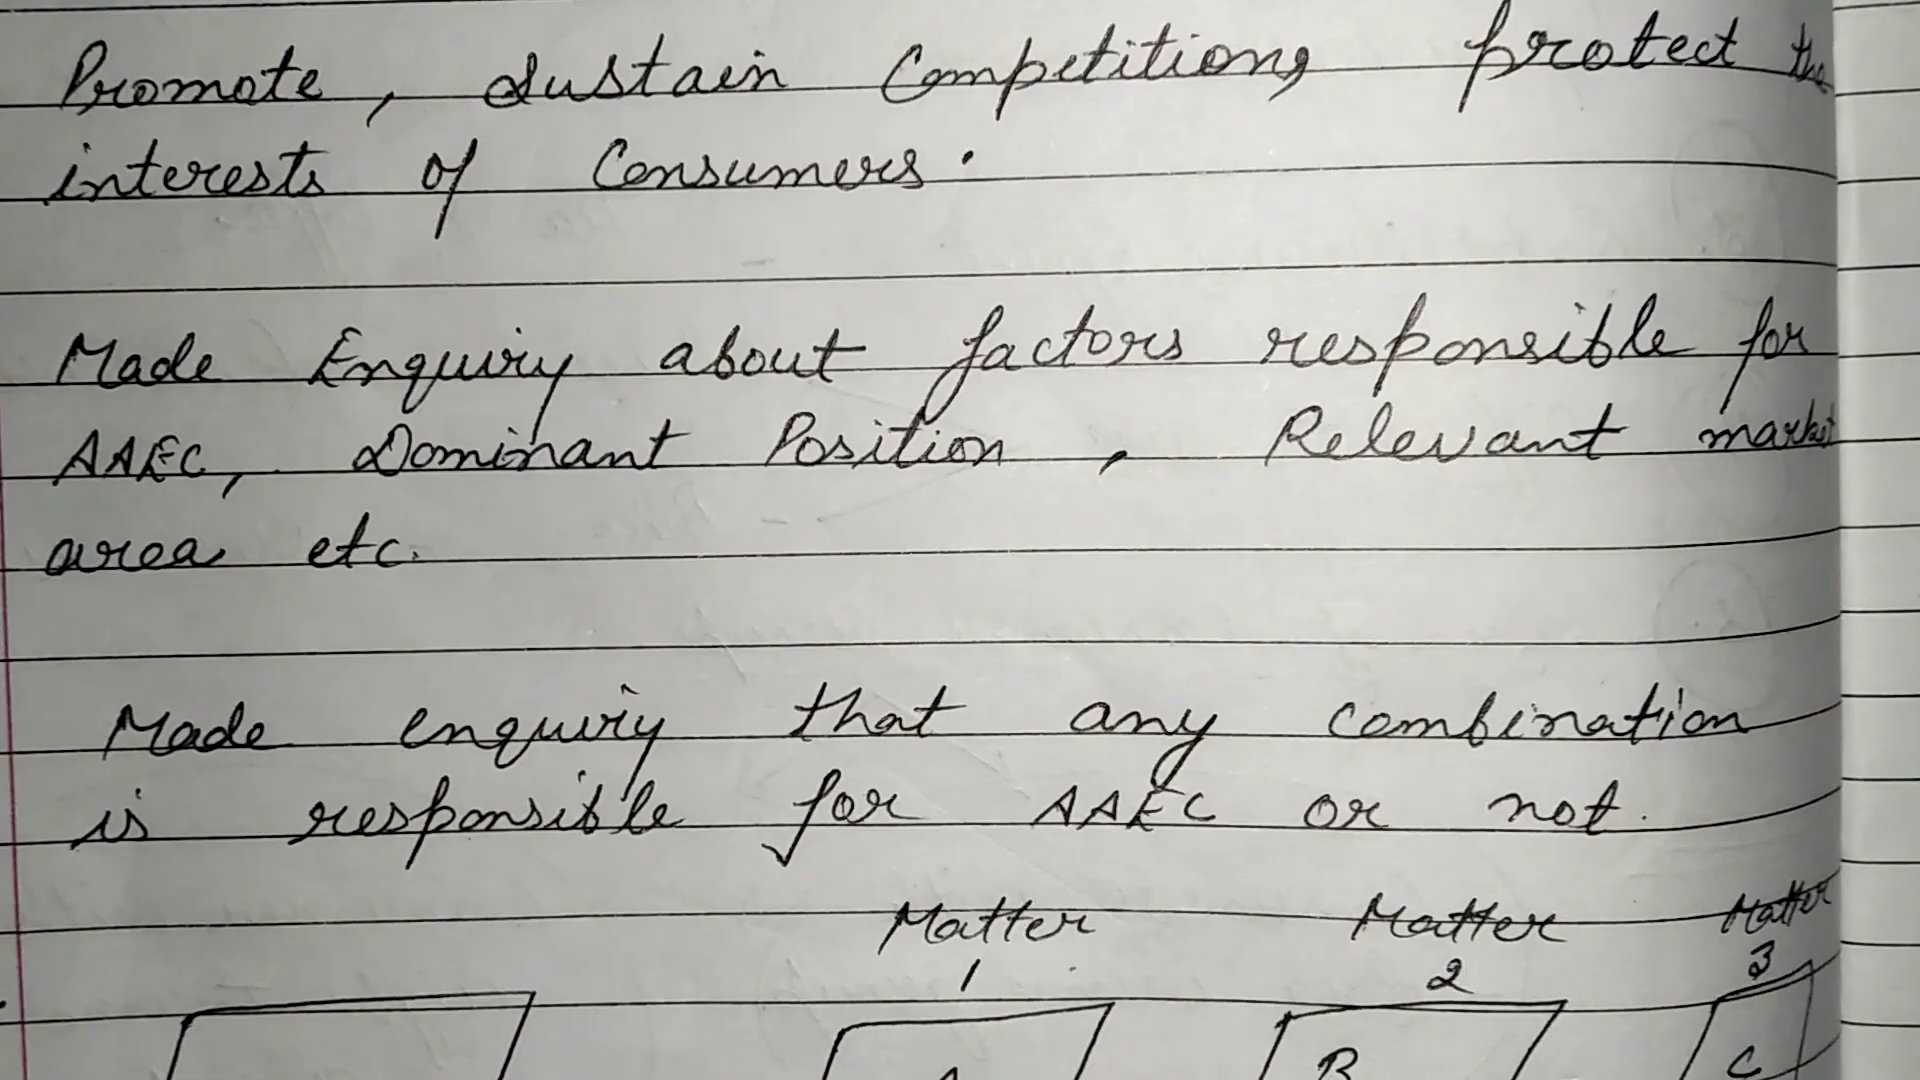 Promote, Sustain Competition, protect the
interests of Consumers.
Made Enquiry about factors responsible for
AAEC, Dominant Position, Relevant market
area etc.
Made enquiry that any combination
is responsible for AAEC or not.
Matter Matter Matter
1 2 3
A B C